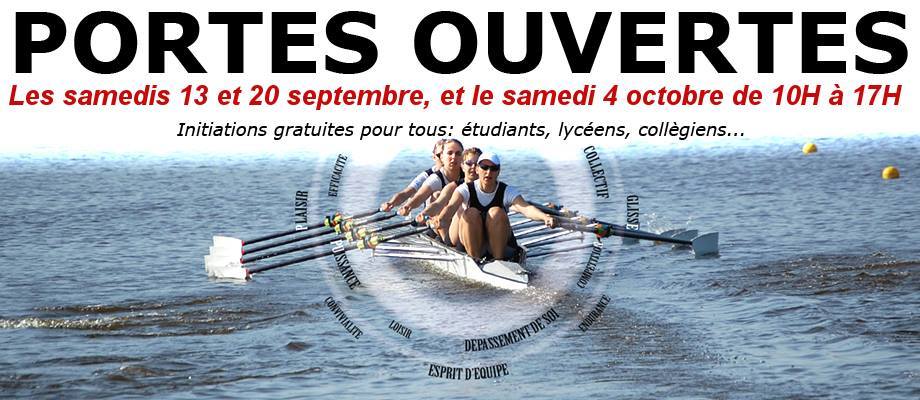 PORTES OUVERTES
Les samedis 13 et 20 septembre, et le samedi 4 octobre de 10H à 17H
Initiations gratuites pour tous: étudiants, lycéens, collègiens...
EFFICACITE
COLLECTIF
PLAISIR
GLISSE
PUISSANCE
COMPETITION
CONVIVIALITE
LOISIR
DEPASSEMENT DE SOI
ENDURANCE
ESPRIT D'EQUIPE